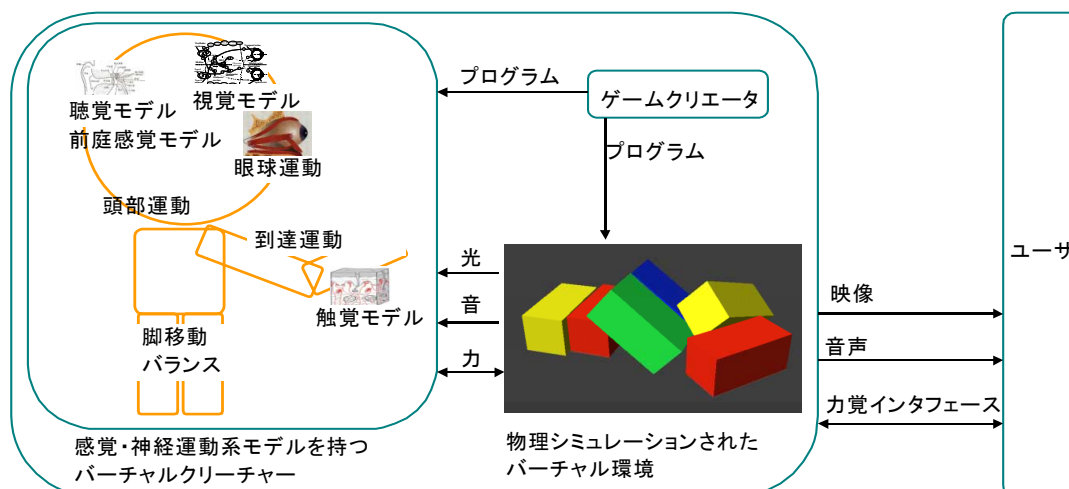 聴覚モデル
前庭感覚モデル
視覚モデル
眼球運動
頭部運動
到達運動
触覚モデル
脚移動
バランス
感覚・神経運動系モデルを持つ
バーチャルクリーチャー
プログラム
ゲームクリエータ
プログラム
光
音
力
物理シミュレーションされた
バーチャル環境
映像
音声
力覚インタフェース
ユーザ